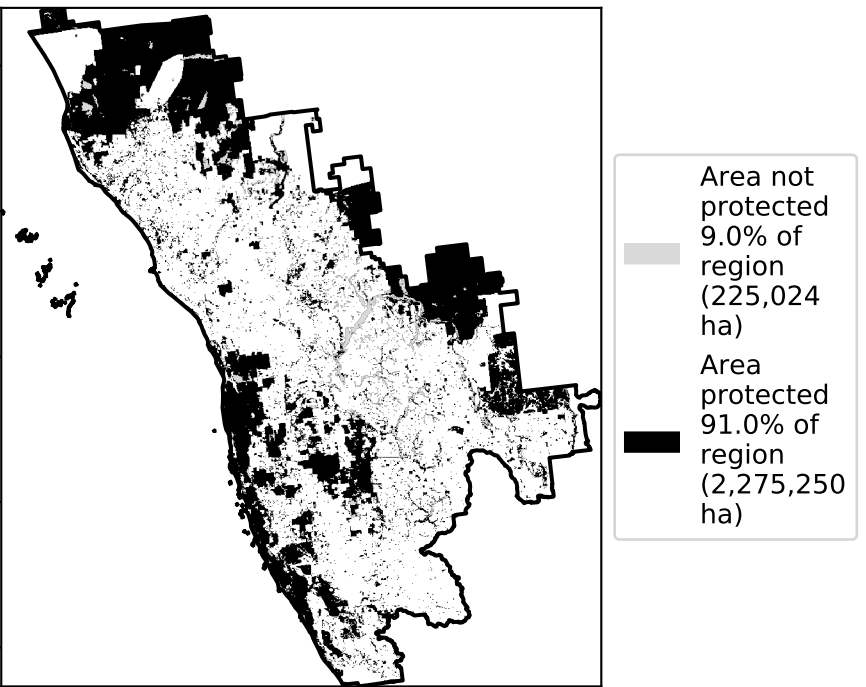 Area not
protected
9.0% of
region
(225,024
ha)
Area
protected
91.0% of
region
(2,275,250
ha)